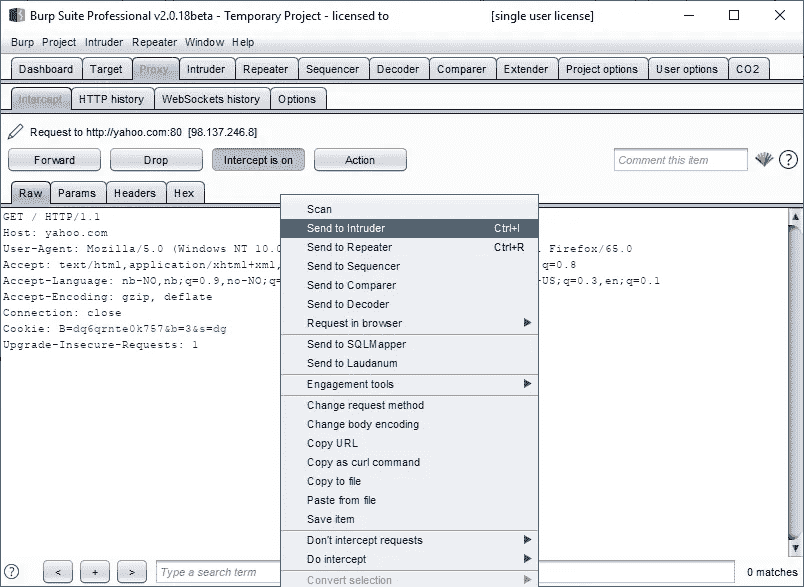 Burp Suite Professional v2.0.18beta - Temporary Project - licensed to [single user license]
Burp Project Intruder Repeater Window Help
Dashboard Target Proxy Intruder Repeater Sequencer Decoder Comparer Extender Project options User options CO2
Intercept HTTP history WebSockets history Options
Request to http://yahoo.com:80 [98.137.246.8]
Forward Drop Intercept is on Action Comment this item ?
Raw Params Headers Hex
GET / HTTP/1.1
Host: yahoo.com
User-Agent: Mozilla/5.0 (Windows NT 10.0 Firefox/65.0
Accept: text/html,application/xhtml+xml, q=0.8
Accept-Language: nb-NO,nb;q=0.9,no-NO;q= -US;q=0.3,en;q=0.1
Accept-Encoding: gzip, deflate
Connection: close
Cookie: B=dq6qrnte0k757&b=3&s=dg
Upgrade-Insecure-Requests: 1
Scan
Send to Intruder Ctrl+I
Send to Repeater Ctrl+R
Send to Sequencer
Send to Comparer
Send to Decoder
Request in browser
Send to SQLMapper
Send to Laudanum
Engagement tools
Change request method
Change body encoding
Copy URL
Copy as curl command
Copy to file
Paste from file
Save item
Don't intercept requests
Do intercept
Convert selection
? < + > Type a search term 0 matches